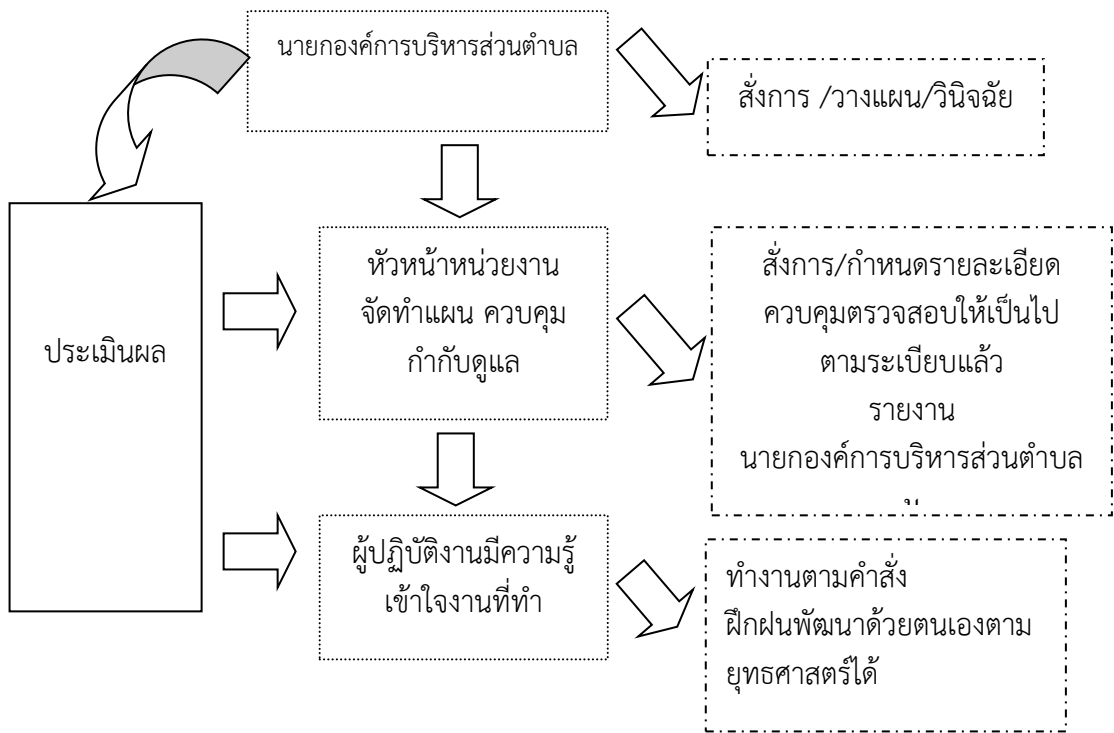 นายกองค์การบริหารส่วนตำบล
สั่งการ /วางแผน/วินิจฉัย
ประเมินผล
หัวหน้าหน่วยงาน
จัดทำแผน ควบคุม
กำกับดูแล
สั่งการ/กำหนดรายละเอียด
ควบคุมตรวจสอบให้เป็นไป
ตามระเบียบแล้ว
รายงาน
นายกองค์การบริหารส่วนตำบล
ผู้ปฏิบัติงานมีความรู้
เข้าใจงานที่ทำ
ทำงานตามคำสั่ง
ฝึกฝนพัฒนาด้วยตนเองตาม
ยุทธศาสตร์ได้